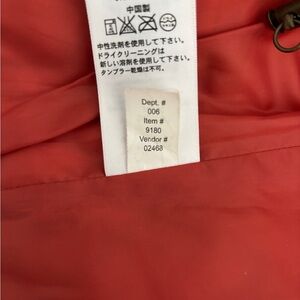 中国製
中性洗剤を使用して下さい。
ドライクリーニングは
新しい溶剤を使用して下さい。
タンブラー乾燥は不可。
Dept. #
006
Item #
9180
Vendor #
02468